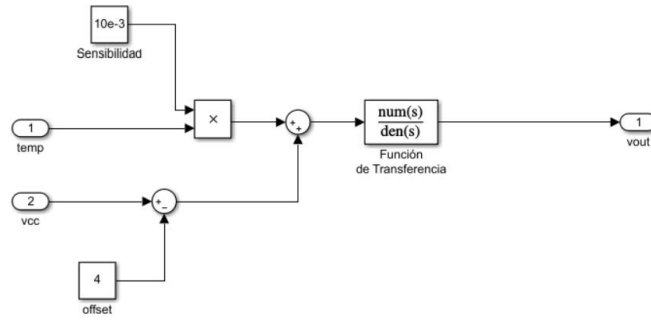 10e-3
Sensibilidad
×
1
temp
+
+
num(s)
den(s)
Función
de Transferencia
1
vout
2
vcc
+
−
4
offset